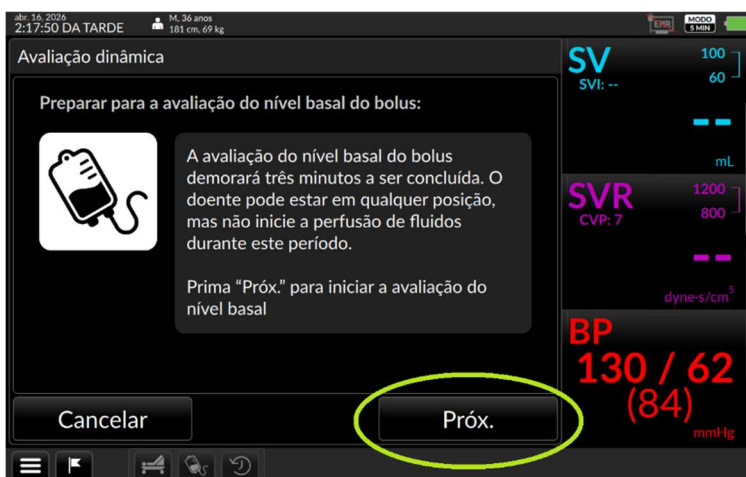 abr. 16, 2026
2:17:50 DA TARDE
M, 36 anos
181 cm, 69 kg
EMR
MODO
5 MIN
Avaliação dinâmica
Preparar para a avaliação do nível basal do bolus:
A avaliação do nível basal do bolus
demorará três minutos a ser concluída. O
doente pode estar em qualquer posição,
mas não inicie a perfusão de fluidos
durante este período.
Prima “Próx.” para iniciar a avaliação do
nível basal
Cancelar
Próx.
SV
SVI: --
100
60
--
mL
SVR
CVP: 7
1200
800
--
dyne·s/cm⁵
BP
130 / 62
(84)
mmHg